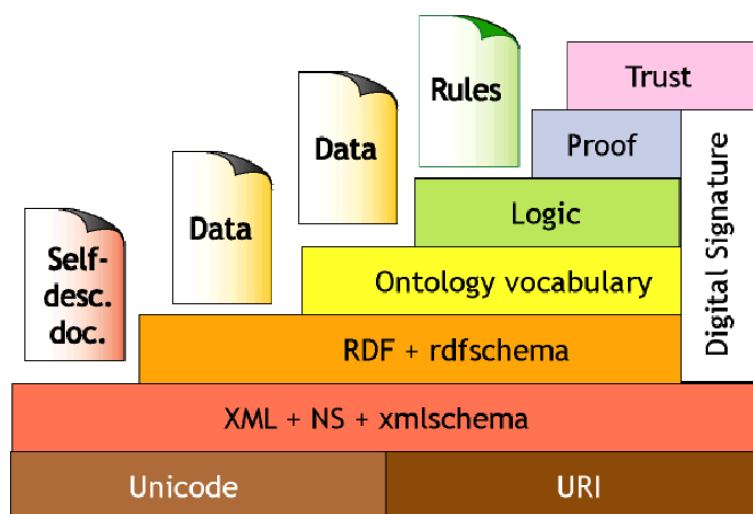 Trust
Rules
Proof
Data
Logic
Digital Signature
Data
Self-
desc.
doc.
Ontology vocabulary
RDF + rdfschema
XML + NS + xmlschema
Unicode
URI